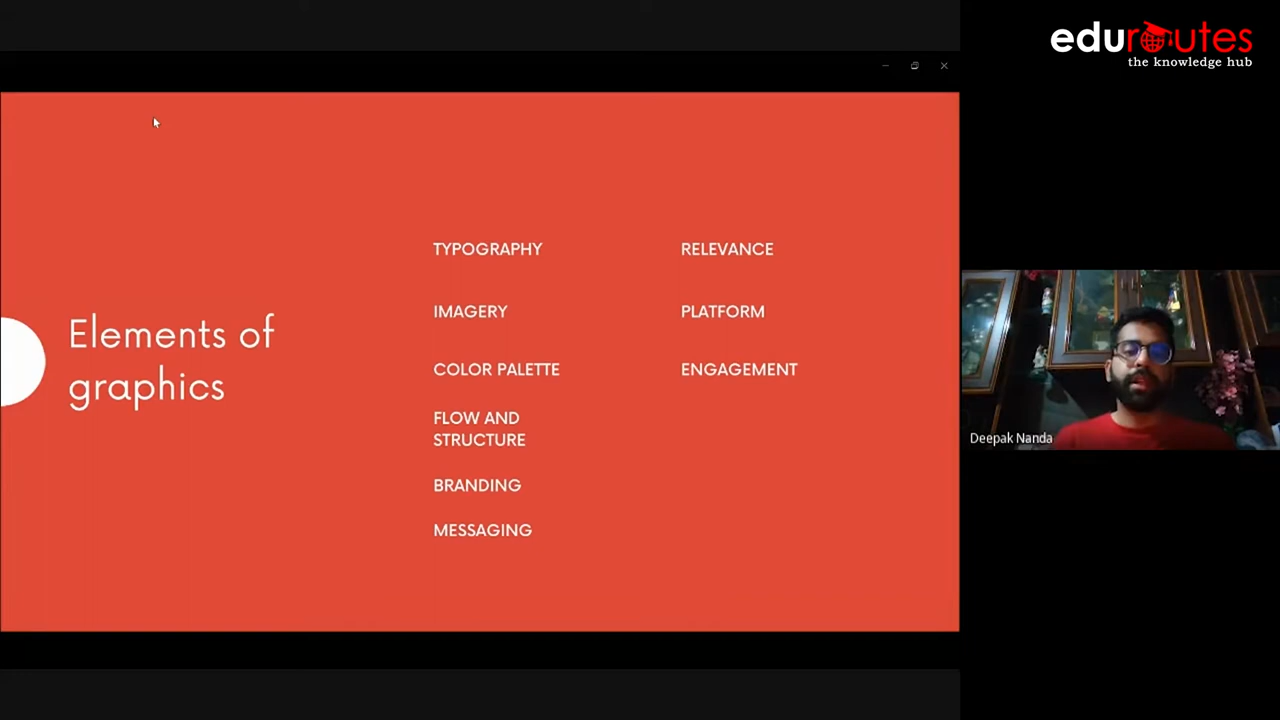 eduroutes
the knowledge hub
Elements of
graphics
TYPOGRAPHY
IMAGERY
COLOR PALETTE
FLOW AND
STRUCTURE
BRANDING
MESSAGING
RELEVANCE
PLATFORM
ENGAGEMENT
Deepak Nanda